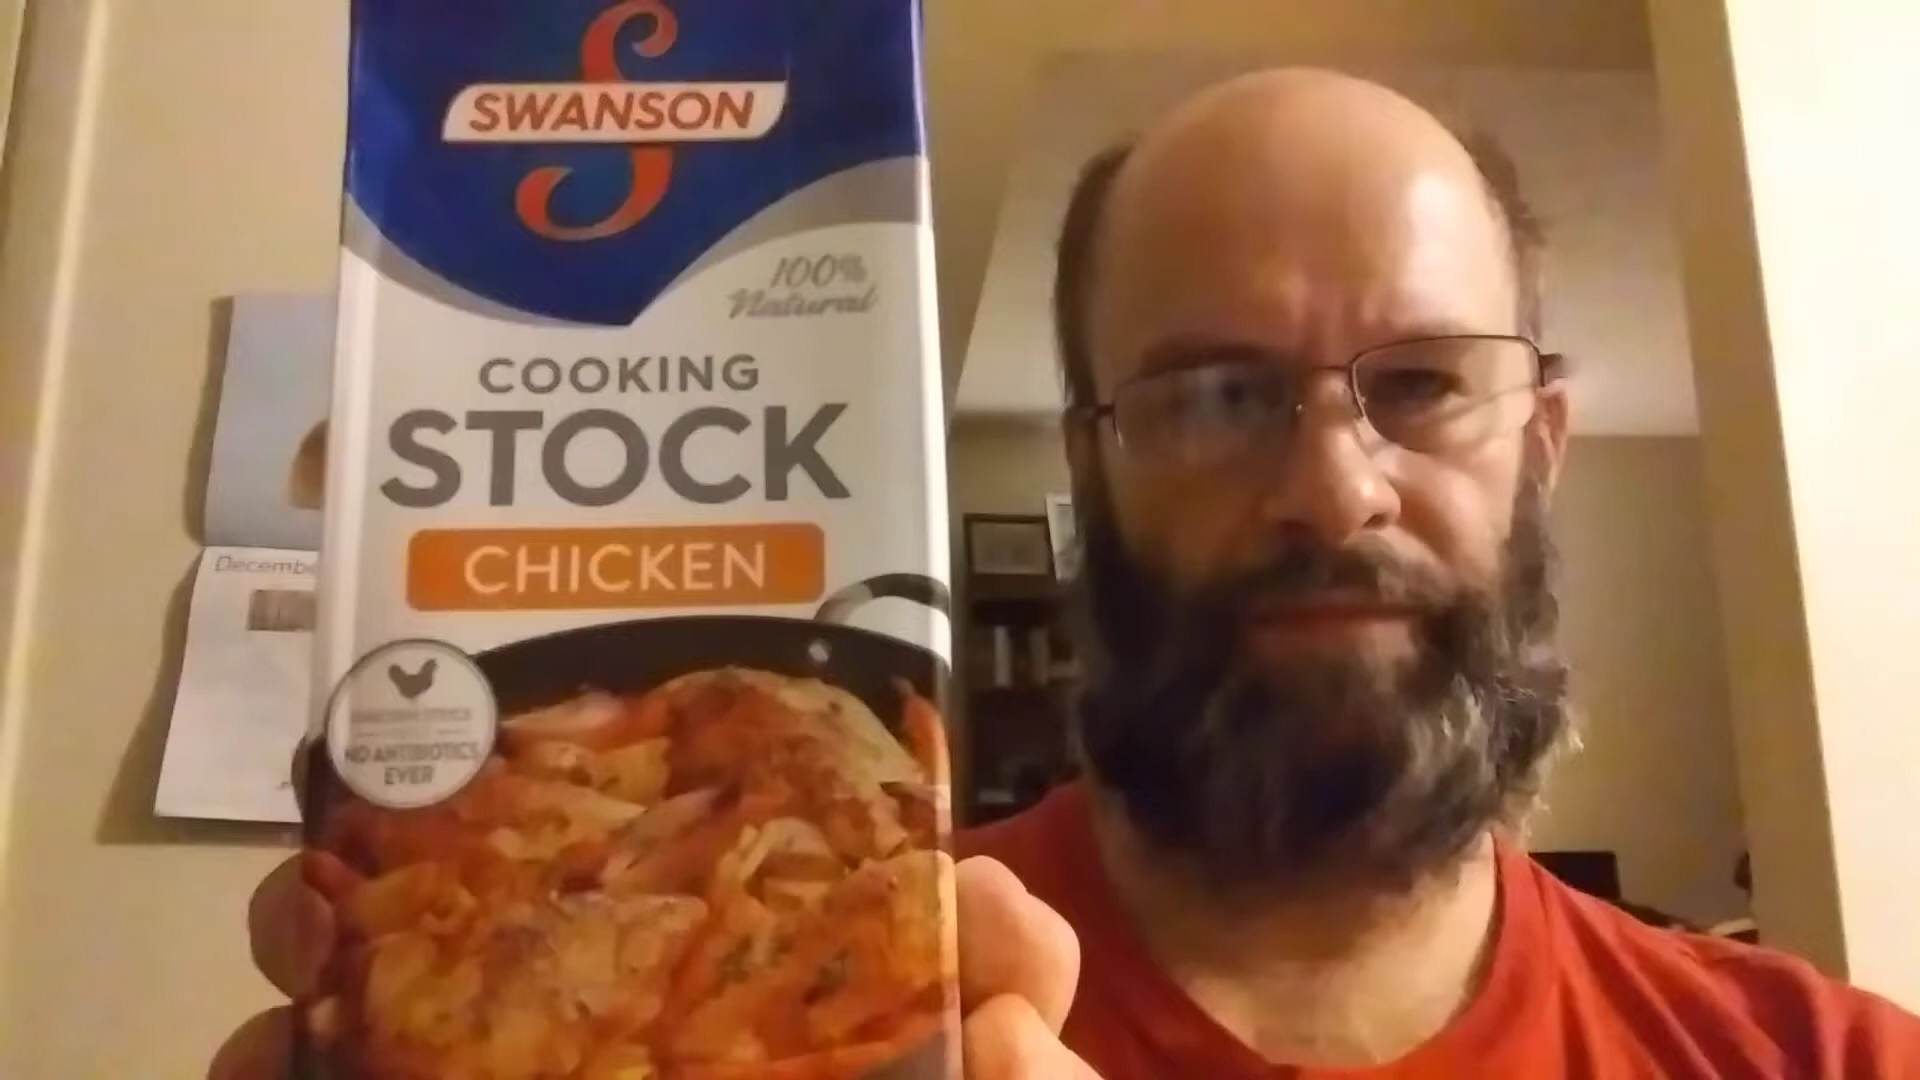 SWANSON
100%
Natural
COOKING
STOCK
CHICKEN
NO ANTIBIOTICS
EVER
Decembe